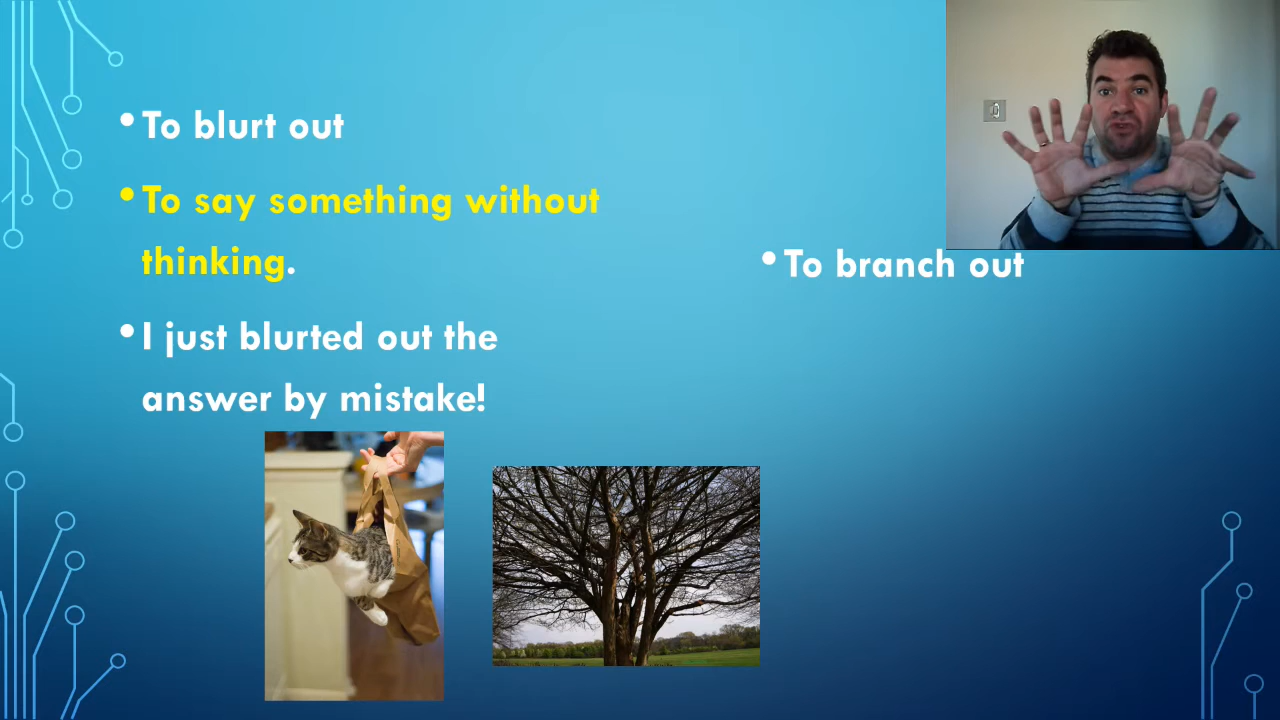 • To blurt out
• To say something without
thinking.
• I just blurted out the
answer by mistake!
• To branch out